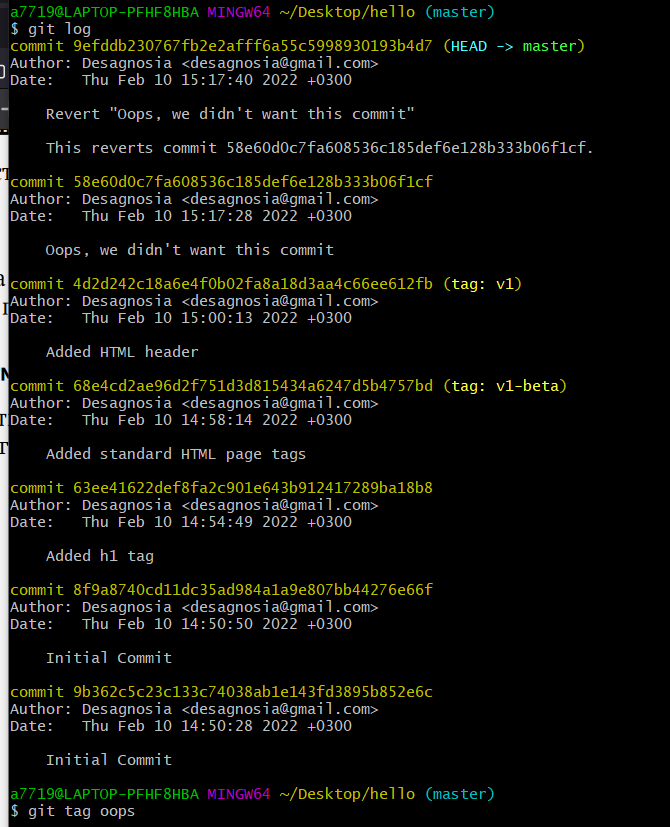 a7719@LAPTOP-PFHF8HBA MINGW64 ~/Desktop/hello (master)
$ git log
commit 9efddb230767fb2e2afff6a55c5998930193b4d7 (HEAD -> master)
Author: Desagnosia <desagnosia@gmail.com>
Date:   Thu Feb 10 15:17:40 2022 +0300
Revert "Oops, we didn't want this commit"
This reverts commit 58e60d0c7fa608536c185def6e128b333b06f1cf.
commit 58e60d0c7fa608536c185def6e128b333b06f1cf
Author: Desagnosia <desagnosia@gmail.com>
Date:   Thu Feb 10 15:17:28 2022 +0300
Oops, we didn't want this commit
commit 4d2d242c18a6e4f0b02fa8a18d3aa4c66ee612fb (tag: v1)
Author: Desagnosia <desagnosia@gmail.com>
Date:   Thu Feb 10 15:00:13 2022 +0300
Added HTML header
commit 68e4cd2ae96d2f751d3d815434a6247d5b4757bd (tag: v1-beta)
Author: Desagnosia <desagnosia@gmail.com>
Date:   Thu Feb 10 14:58:14 2022 +0300
Added standard HTML page tags
commit 63ee41622def8fa2c901e643b912417289ba18b8
Author: Desagnosia <desagnosia@gmail.com>
Date:   Thu Feb 10 14:54:49 2022 +0300
Added h1 tag
commit 8f9a8740cd11dc35ad984a1a9e807bb44276e66f
Author: Desagnosia <desagnosia@gmail.com>
Date:   Thu Feb 10 14:50:50 2022 +0300
Initial Commit
commit 9b362c5c23c133c74038ab1e143fd3895b852e6c
Author: Desagnosia <desagnosia@gmail.com>
Date:   Thu Feb 10 14:50:28 2022 +0300
Initial Commit
a7719@LAPTOP-PFHF8HBA MINGW64 ~/Desktop/hello (master)
$ git tag oops